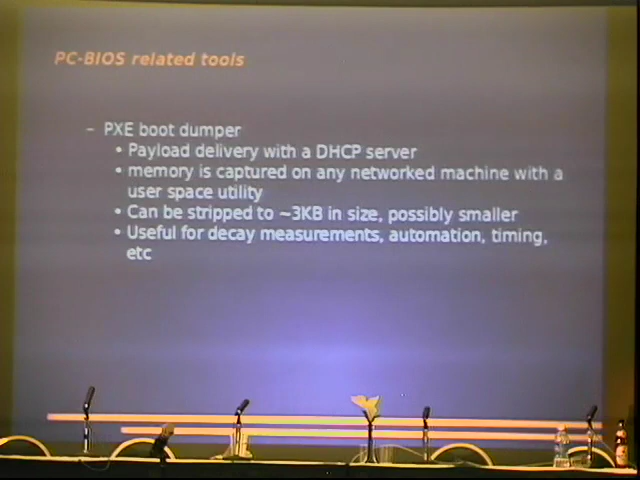 PC-BIOS related tools
– PXE boot dumper
• Payload delivery with a DHCP server
• memory is captured on any networked machine with a
user space utility
• Can be stripped to ~3KB in size, possibly smaller
• Useful for decay measurements, automation, timing,
etc